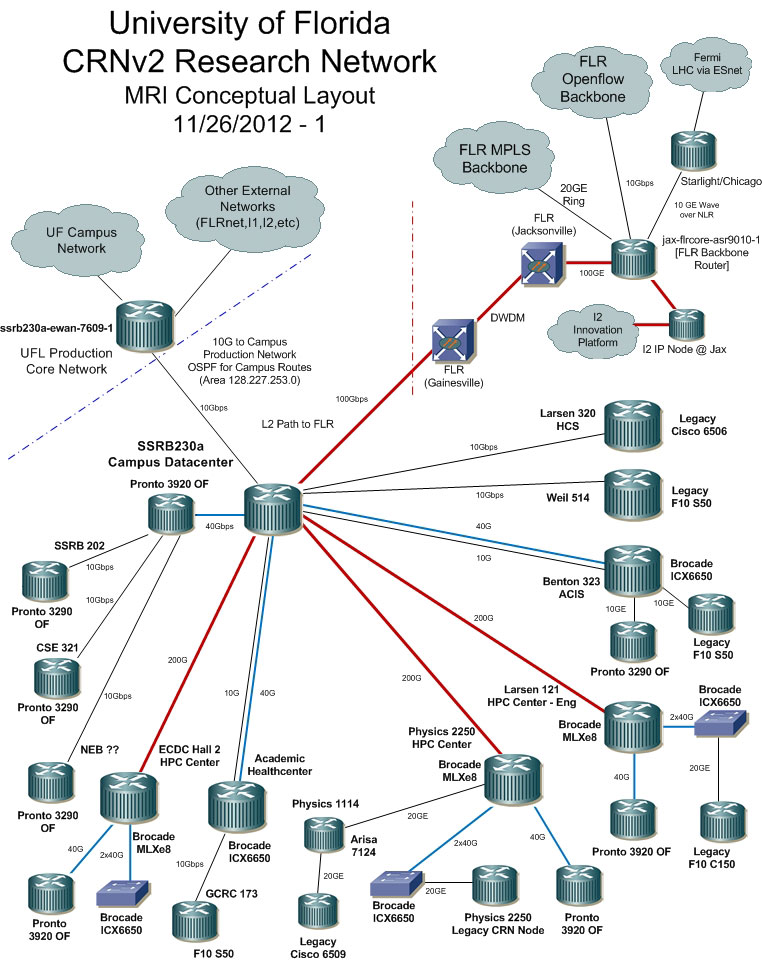 University of Florida
CRNv2 Research Network
MRI Conceptual Layout
11/26/2012 - 1
FLR
Openflow
Backbone
Fermi
LHC via ESnet
FLR MPLS
Backbone
Starlight/Chicago
10Gbps
20GE
Ring
10 GE Wave
over NLR
Other External
Networks
(FLRnet,I1,I2,etc)
UF Campus
Network
FLR
(Jacksonville)
jax-flrcore-asr9010-1
[FLR Backbone
Router]
100GE
ssrb230a-ewan-7609-1
UFL Production
Core Network
DWDM
I2
Innovation
Platform
I2 IP Node @ Jax
FLR
(Gainesville)
10G to Campus
Production Network
OSPF for Campus Routes
(Area 128.227.253.0)
10Gbps
100Gbps
L2 Path to FLR
Larsen 320
HCS
Legacy
Cisco 6506
10Gbps
SSRB230a
Campus Datacenter
Pronto 3920 OF
40Gbps
10Gbps
Weil 514
Legacy
F10 S50
40G
10G
Benton 323
ACIS
Brocade
ICX6650
SSRB 202
10Gbps
Pronto 3290
OF
10Gbps
10GE
10GE
Legacy
F10 S50
Pronto 3290 OF
CSE 321
Pronto 3290
OF
10Gbps
200G
10G
40G
200G
200G
Larsen 121
HPC Center - Eng
Brocade
MLXe8
2x40G
Brocade
ICX6650
NEB ??
Pronto 3290
OF
ECDC Hall 2
HPC Center
Academic
Healthcenter
Physics 2250
HPC Center
Brocade
MLXe8
40G
20GE
Pronto 3920 OF
Legacy
F10 C150
Brocade
MLXe8
40G
2x40G
Pronto
3920 OF
Brocade
ICX6650
Brocade
ICX6650
10Gbps
GCRC 173
F10 S50
Physics 1114
Arisa
7124
20GE
20GE
Legacy
Cisco 6509
2x40G
40G
Brocade
ICX6650
20GE
Physics 2250
Legacy CRN Node
Pronto
3920 OF